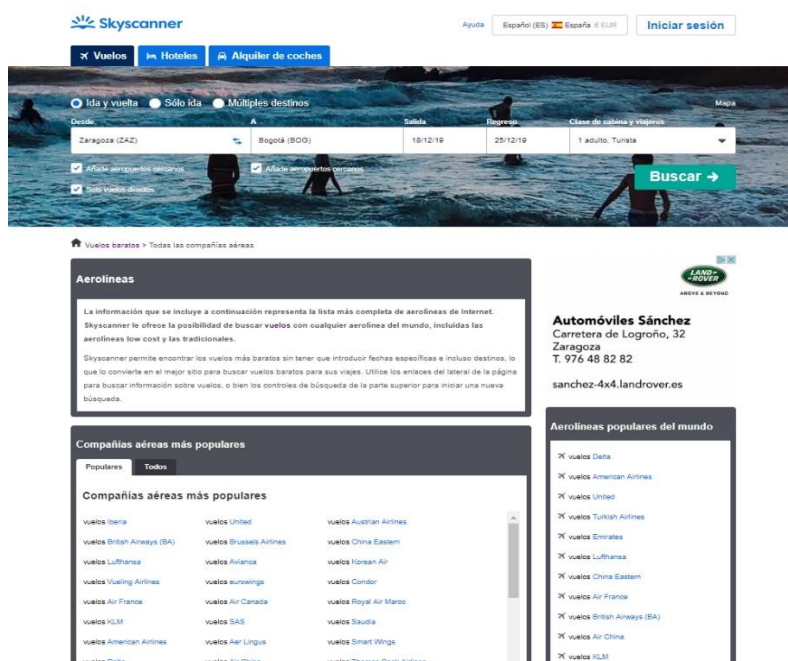 Skyscanner
Ayuda
Español (ES) España € EUR
Iniciar sesión
Vuelos
Hoteles
Alquiler de coches
Ida y vuelta
Sólo ida
Múltiples destinos
Mapa
Desde
A
Salida
Regreso
Clase de cabina y viajeros
Zaragoza (ZAZ)
Bogotá (BOG)
18/12/19
25/12/19
1 adulto, Turista
Añade aeropuertos cercanos
Añade aeropuertos cercanos
Solo vuelos directos
Buscar →
Vuelos baratos > Todas las compañías aéreas
Aerolíneas
La información que se incluye a continuación representa la lista más completa de aerolíneas de Internet.
Skyscanner le ofrece la posibilidad de buscar vuelos con cualquier aerolínea del mundo, incluidas las
aerolíneas low cost y las tradicionales.
Skyscanner permite encontrar los vuelos más baratos sin tener que introducir fechas específicas e incluso destinos, lo
que lo convierte en el mejor sitio para buscar vuelos baratos para sus viajes. Utilice los enlaces del lateral de la página
para buscar información sobre vuelos, o bien los controles de búsqueda de la parte superior para iniciar una nueva
búsqueda.
LAND-
-ROVER
ABOVE & BEYOND
Automóviles Sánchez
Carretera de Logroño, 32
Zaragoza
T. 976 48 82 82
sanchez-4x4.landrover.es
Compañías aéreas más populares
Populares
Todos
Compañías aéreas más populares
vuelos Iberia
vuelos United
vuelos Austrian Airlines
vuelos British Airways (BA)
vuelos Brussels Airlines
vuelos China Eastern
vuelos Lufthansa
vuelos Avianca
vuelos Korean Air
vuelos Vueling Airlines
vuelos eurowings
vuelos Condor
vuelos Air France
vuelos Air Canada
vuelos Royal Air Maroc
vuelos KLM
vuelos SAS
vuelos Saudia
vuelos American Airlines
vuelos Aer Lingus
vuelos Smart Wings
vuelos Delta
vuelos Air China
vuelos Thomas Cook Airlines
Aerolíneas populares del mundo
vuelos Delta
vuelos American Airlines
vuelos United
vuelos Turkish Airlines
vuelos Emirates
vuelos Lufthansa
vuelos China Eastern
vuelos Air France
vuelos British Airways (BA)
vuelos Air China
vuelos KLM